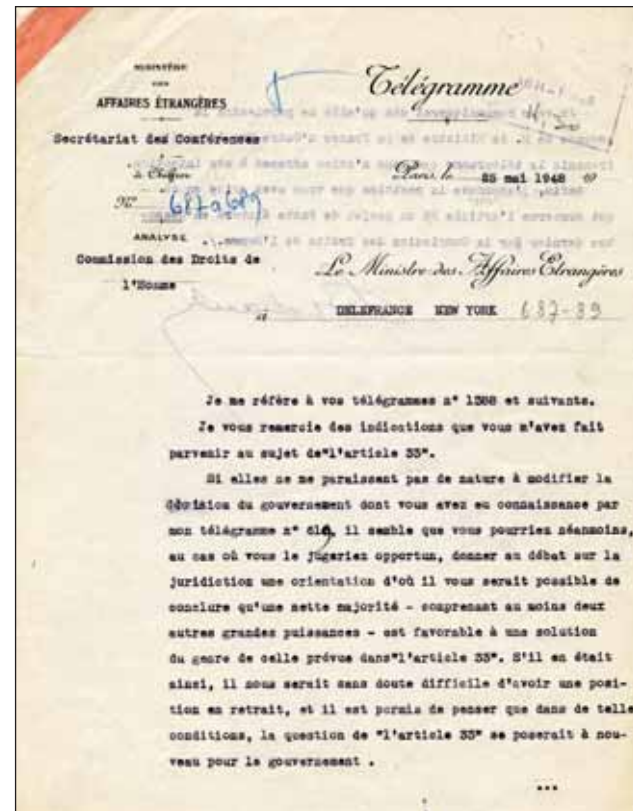 MINISTÈRE
DES
AFFAIRES ÉTRANGÈRES
Secrétariat des Conférences
du Chiffre
N° 687 à 689
ANALYSE
Commission des Droits de
l'Homme
Télégramme
Paris, le 25 mai 1948 19
Le Ministre des Affaires Etrangères
à DELEFRANCE NEW YORK 687-89
Je me réfère à vos télégrammes n° 1388 et suivants.
Je vous remercie des indications que vous m'avez fait
parvenir au sujet de"l'article 33".
Si elles ne me paraissent pas de nature à modifier la
décision du gouvernement dont vous avez eu connaissance par
mon télégramme n° il semble que vous pourriez néanmoins,
au cas où vous le jugeriez opportun, donner au débat sur la
juridiction une orientation d'où il vous serait possible de
conclure qu'une nette majorité - comprenant au moins deux
autres grandes puissances - est favorable à une solution
du genre de celle prévue dans"l'article 33". S'il en était
ainsi, il nous serait sans doute difficile d'avoir une posi-
tion en retrait, et il est permis de penser que dans de telle
conditions, la question de "l'article 33" se poserait à nou-
veau pour le gouvernement .
...